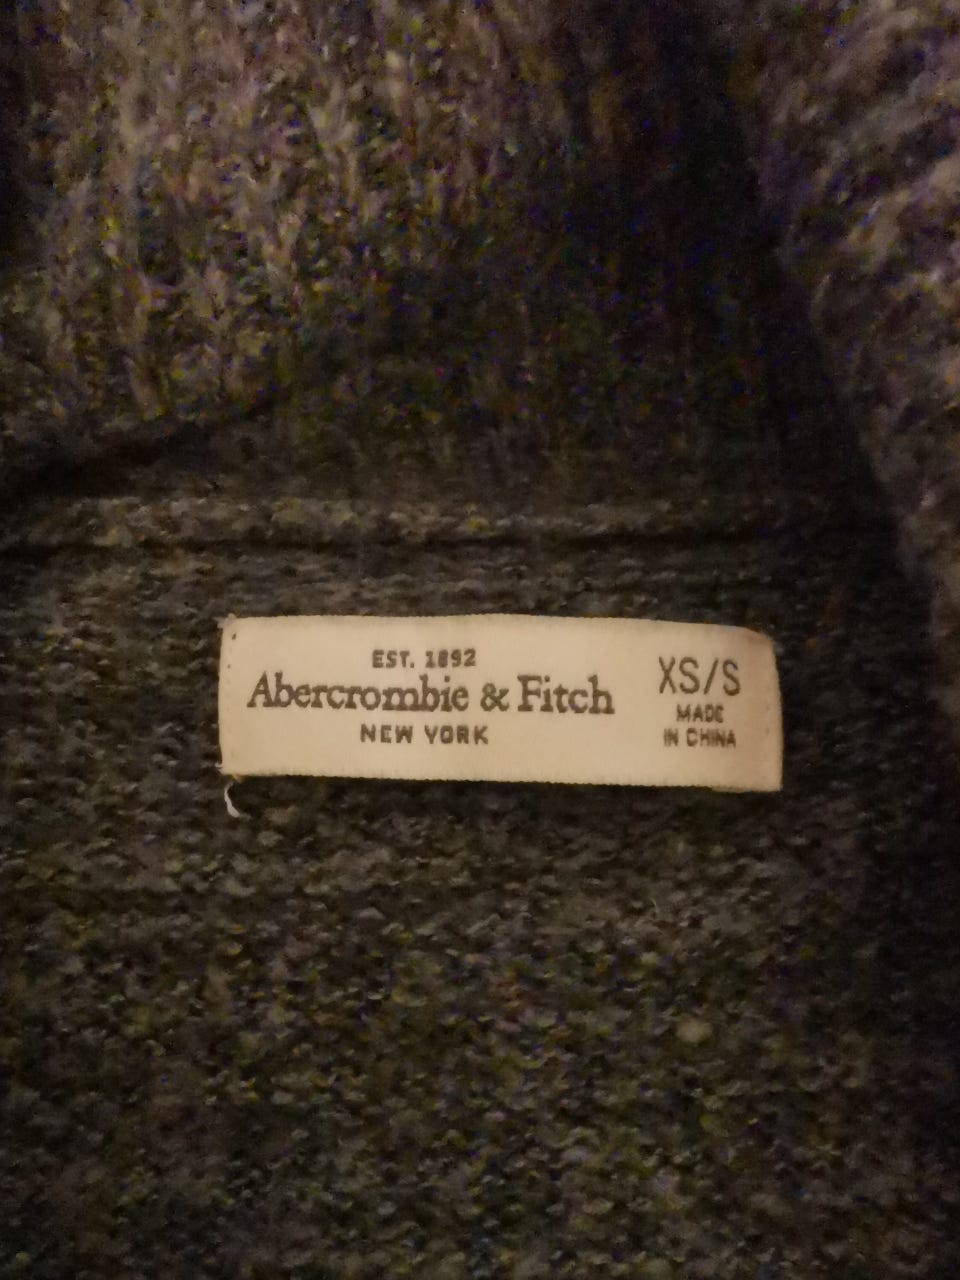 EST. 1892
Abercrombie & Fitch
NEW YORK
XS/S
MADE
IN CHINA